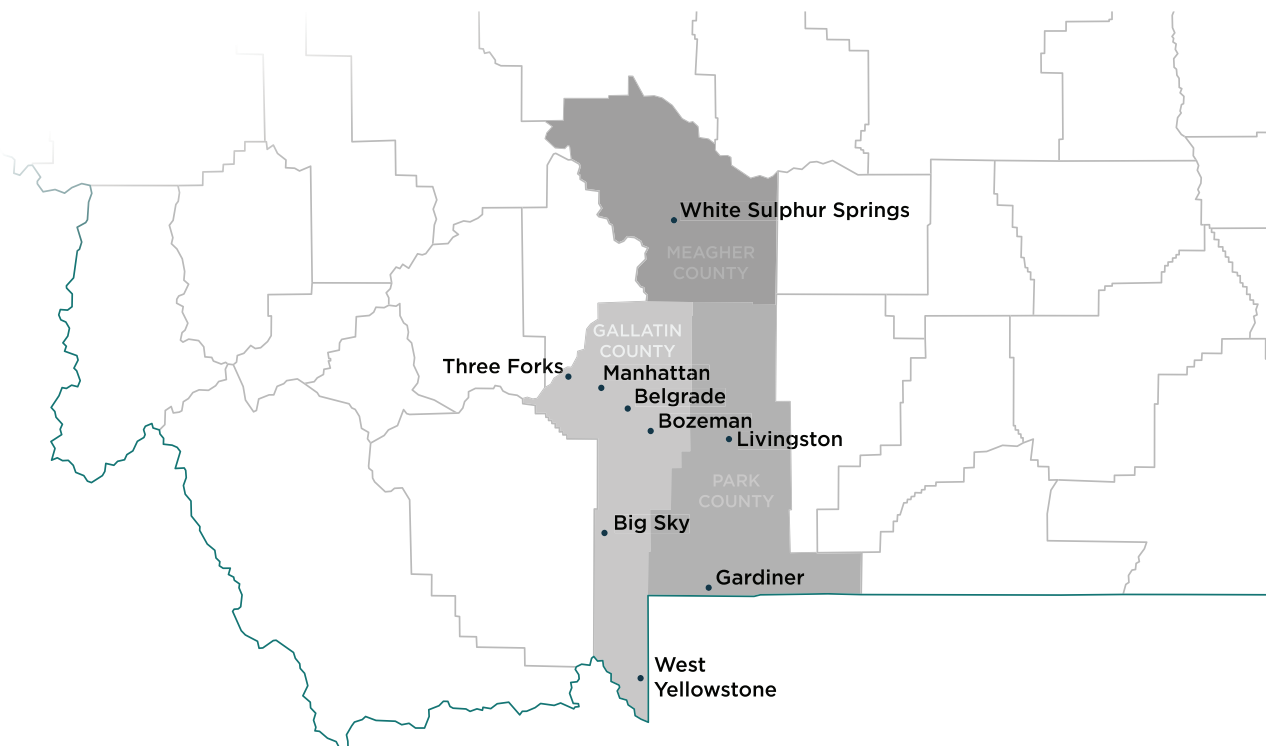 White Sulphur Springs
MEAGHER
COUNTY
GALLATIN
COUNTY
Three Forks
Manhattan
Belgrade
Bozeman
Livingston
PARK
COUNTY
Big Sky
Gardiner
West
Yellowstone